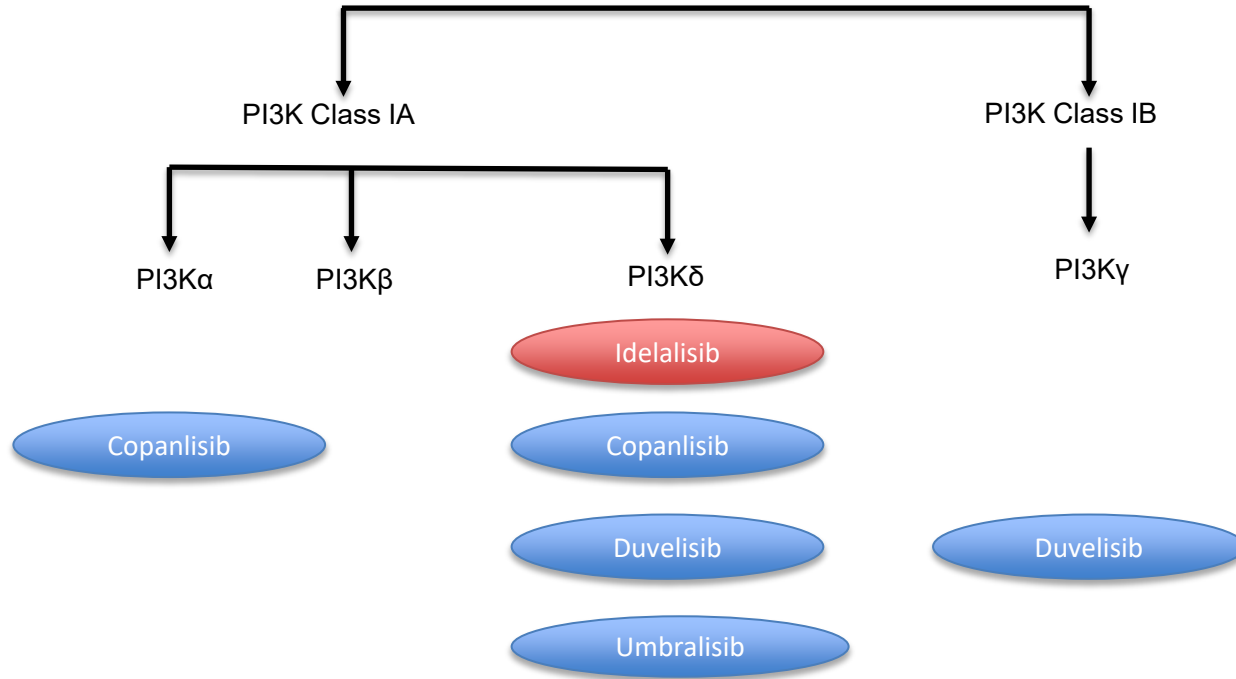 PI3K Class IA
PI3K Class IB
PI3Kα
PI3Kβ
PI3Kδ
PI3Kγ
Idelalisib
Copanlisib
Copanlisib
Duvelisib
Duvelisib
Umbralisib